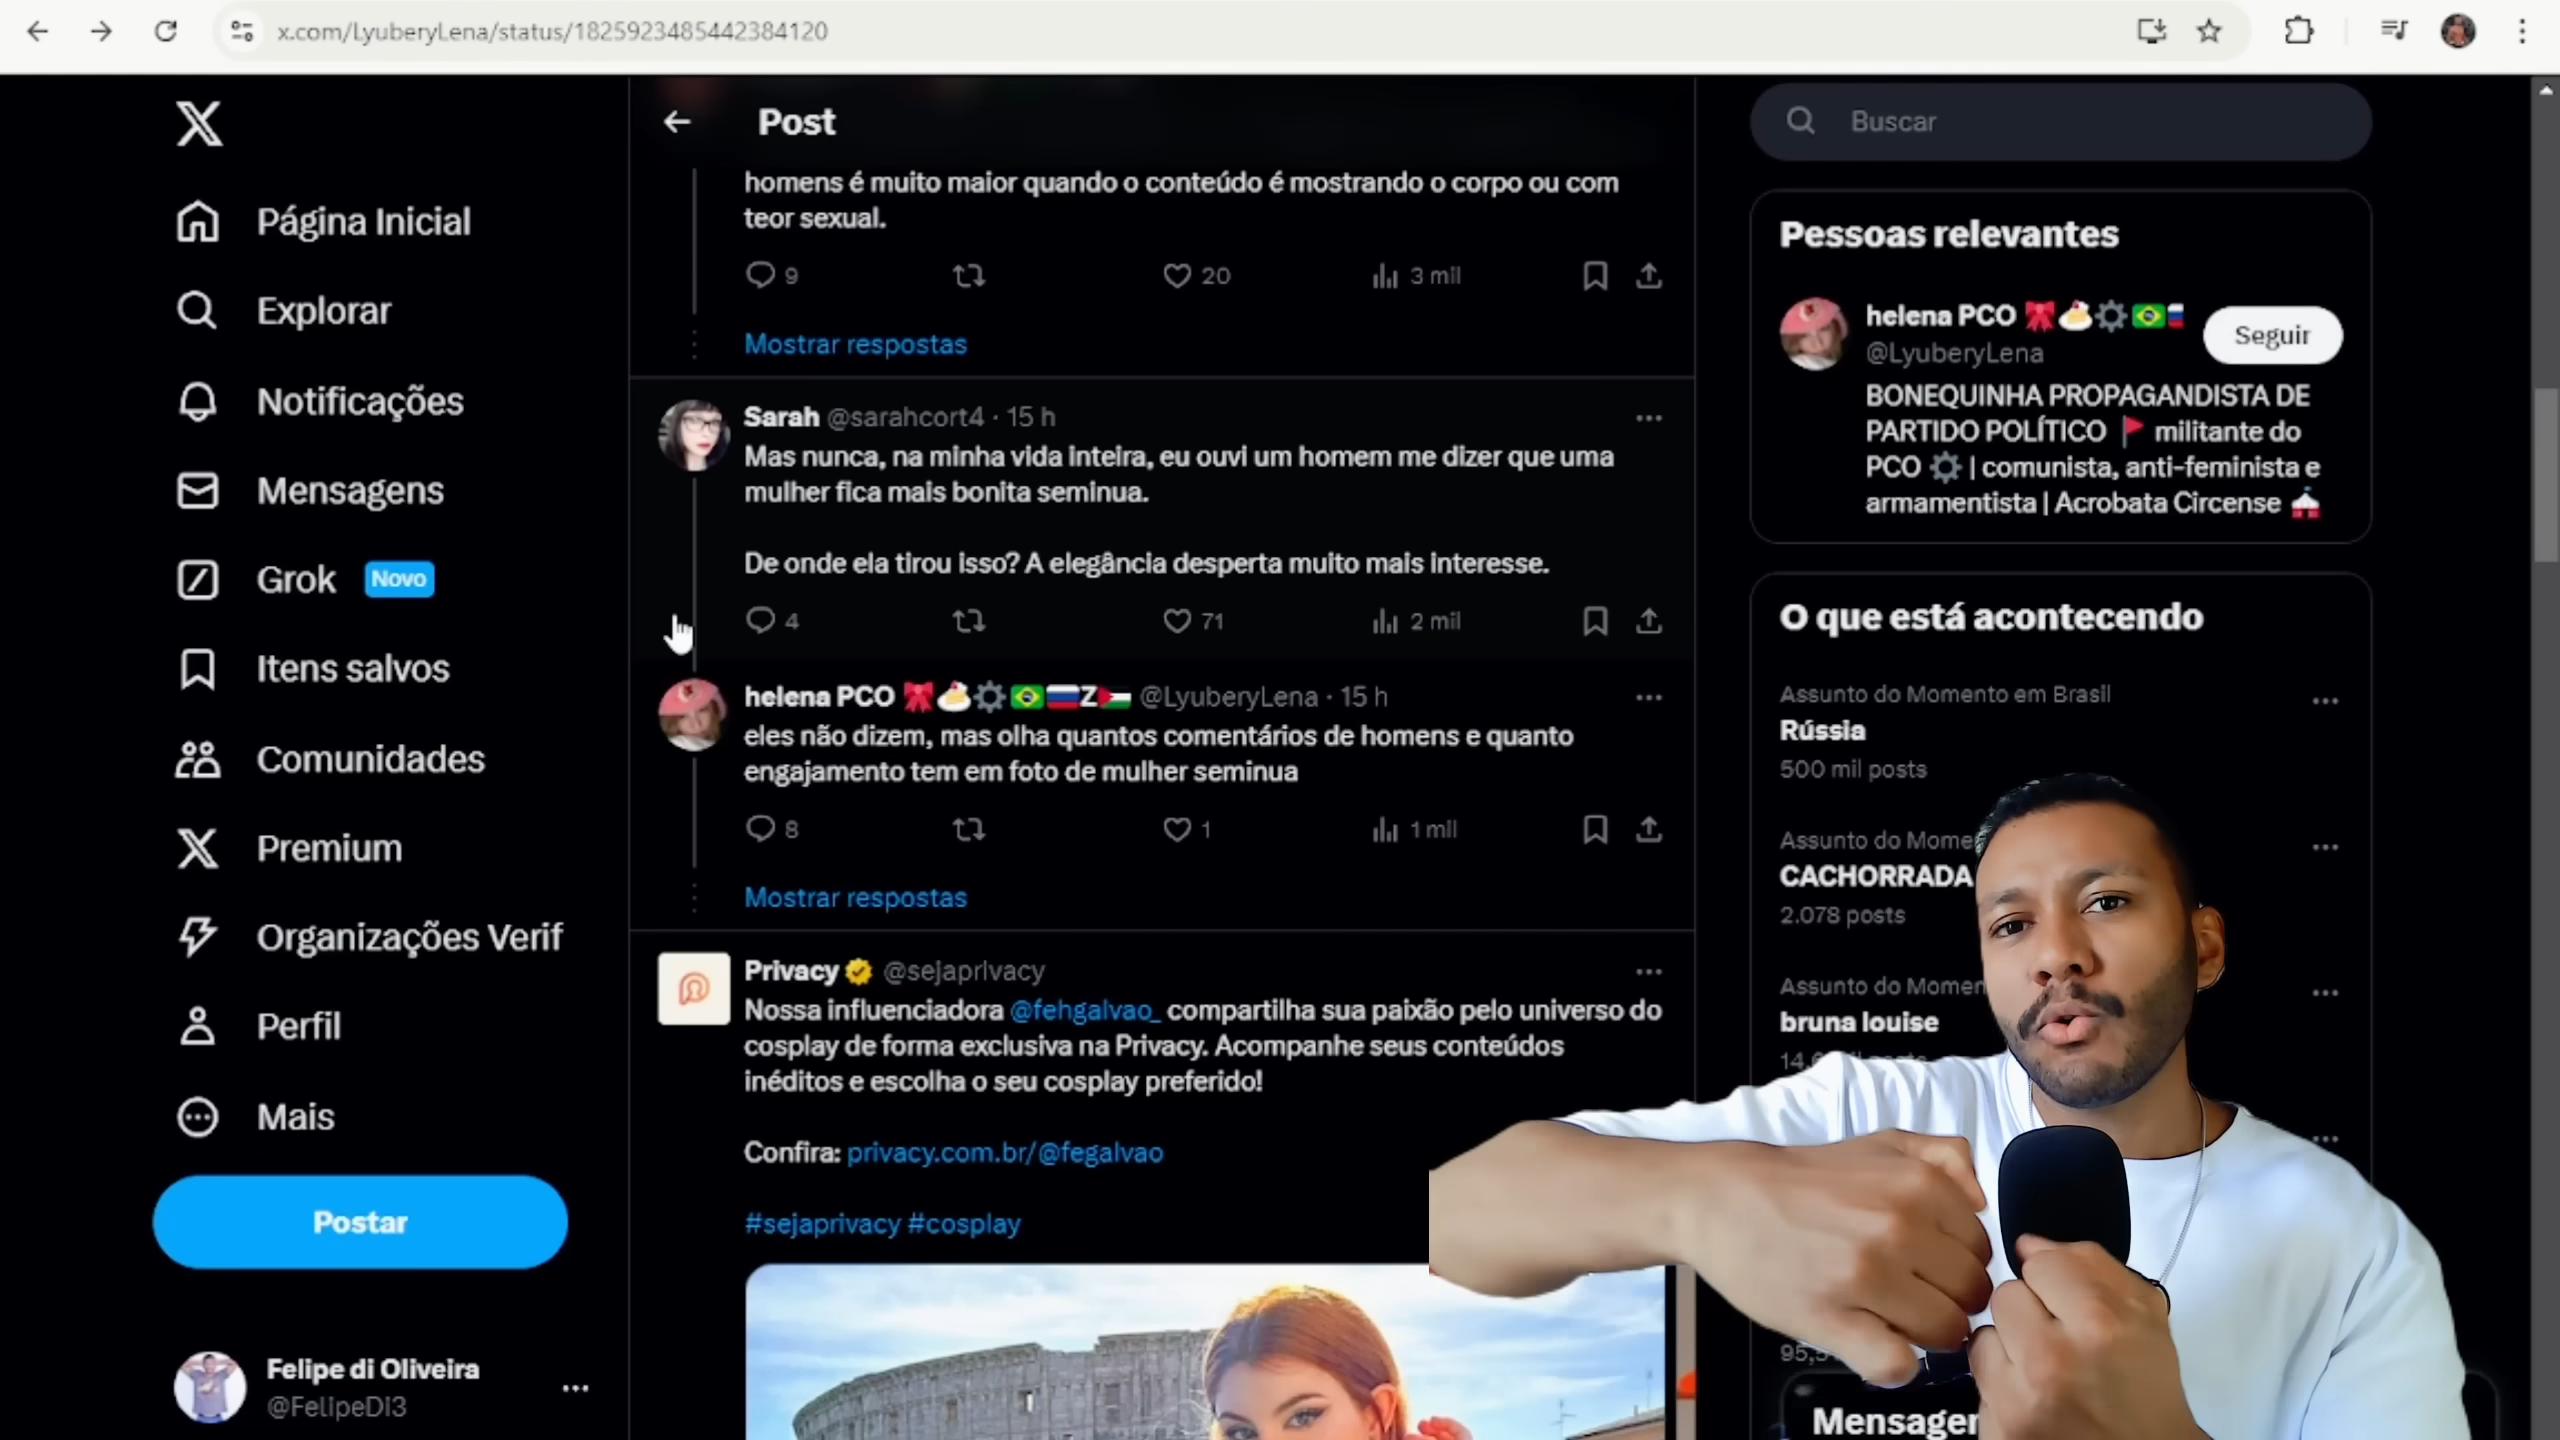 x.com/LyuberyLena/status/1825923485442384120
Página Inicial
Explorar
Notificações
Mensagens
Grok Novo
Itens salvos
Comunidades
Premium
Organizações Verif
Perfil
Mais
Postar
Felipe di Oliveira
@FelipeDI3
Post
homens é muito maior quando o conteúdo é mostrando o corpo ou com
teor sexual.
9 20 3 mil
Mostrar respostas
Sarah @sarahcort4 · 15 h
Mas nunca, na minha vida inteira, eu ouvi um homem me dizer que uma
mulher fica mais bonita seminua.
De onde ela tirou isso? A elegância desperta muito mais interesse.
4 71 2 mil
helena PCO 🎀🍰⚙️🇧🇷🇷🇺Z🇵🇸 @LyuberyLena · 15 h
eles não dizem, mas olha quantos comentários de homens e quanto
engajamento tem em foto de mulher seminua
8 1 1 mil
Mostrar respostas
Privacy @sejaprivacy
Nossa influenciadora @fehgalvao_ compartilha sua paixão pelo universo do
cosplay de forma exclusiva na Privacy. Acompanhe seus conteúdos
inéditos e escolha o seu cosplay preferido!
Confira: privacy.com.br/@fegalvao
#sejaprivacy #cosplay
Buscar
Pessoas relevantes
helena PCO 🎀🍰⚙️🇧🇷
@LyuberyLena
Seguir
BONEQUINHA PROPAGANDISTA DE
PARTIDO POLÍTICO 🚩 militante do
PCO ⚙️ | comunista, anti-feminista e
armamentista | Acrobata Circense 🎪
O que está acontecendo
Assunto do Momento em Brasil
Rússia
500 mil posts
Assunto do Mome
CACHORRADA
2.078 posts
Assunto do Momen
bruna louise
Mensager